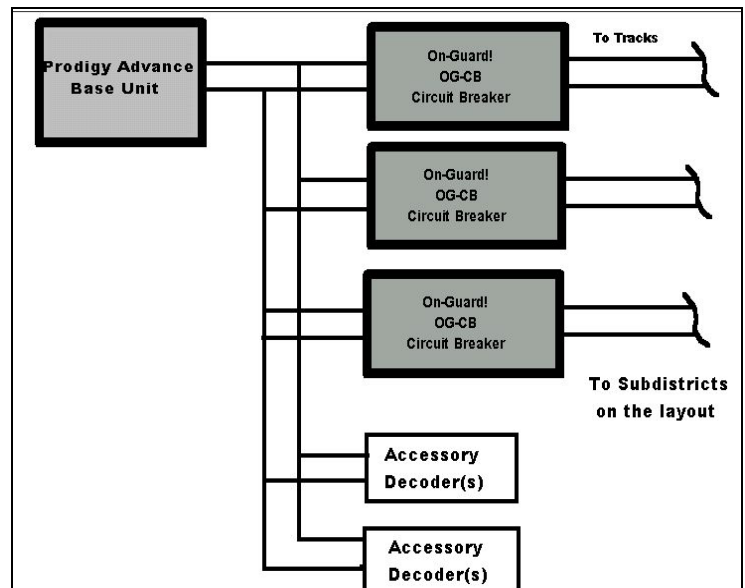 Prodigy Advance
Base Unit
On-Guard!
OG-CB
Circuit Breaker
To Tracks
On-Guard!
OG-CB
Circuit Breaker
On-Guard!
OG-CB
Circuit Breaker
To Subdistricts
on the layout
Accessory
Decoder(s)
Accessory
Decoder(s)